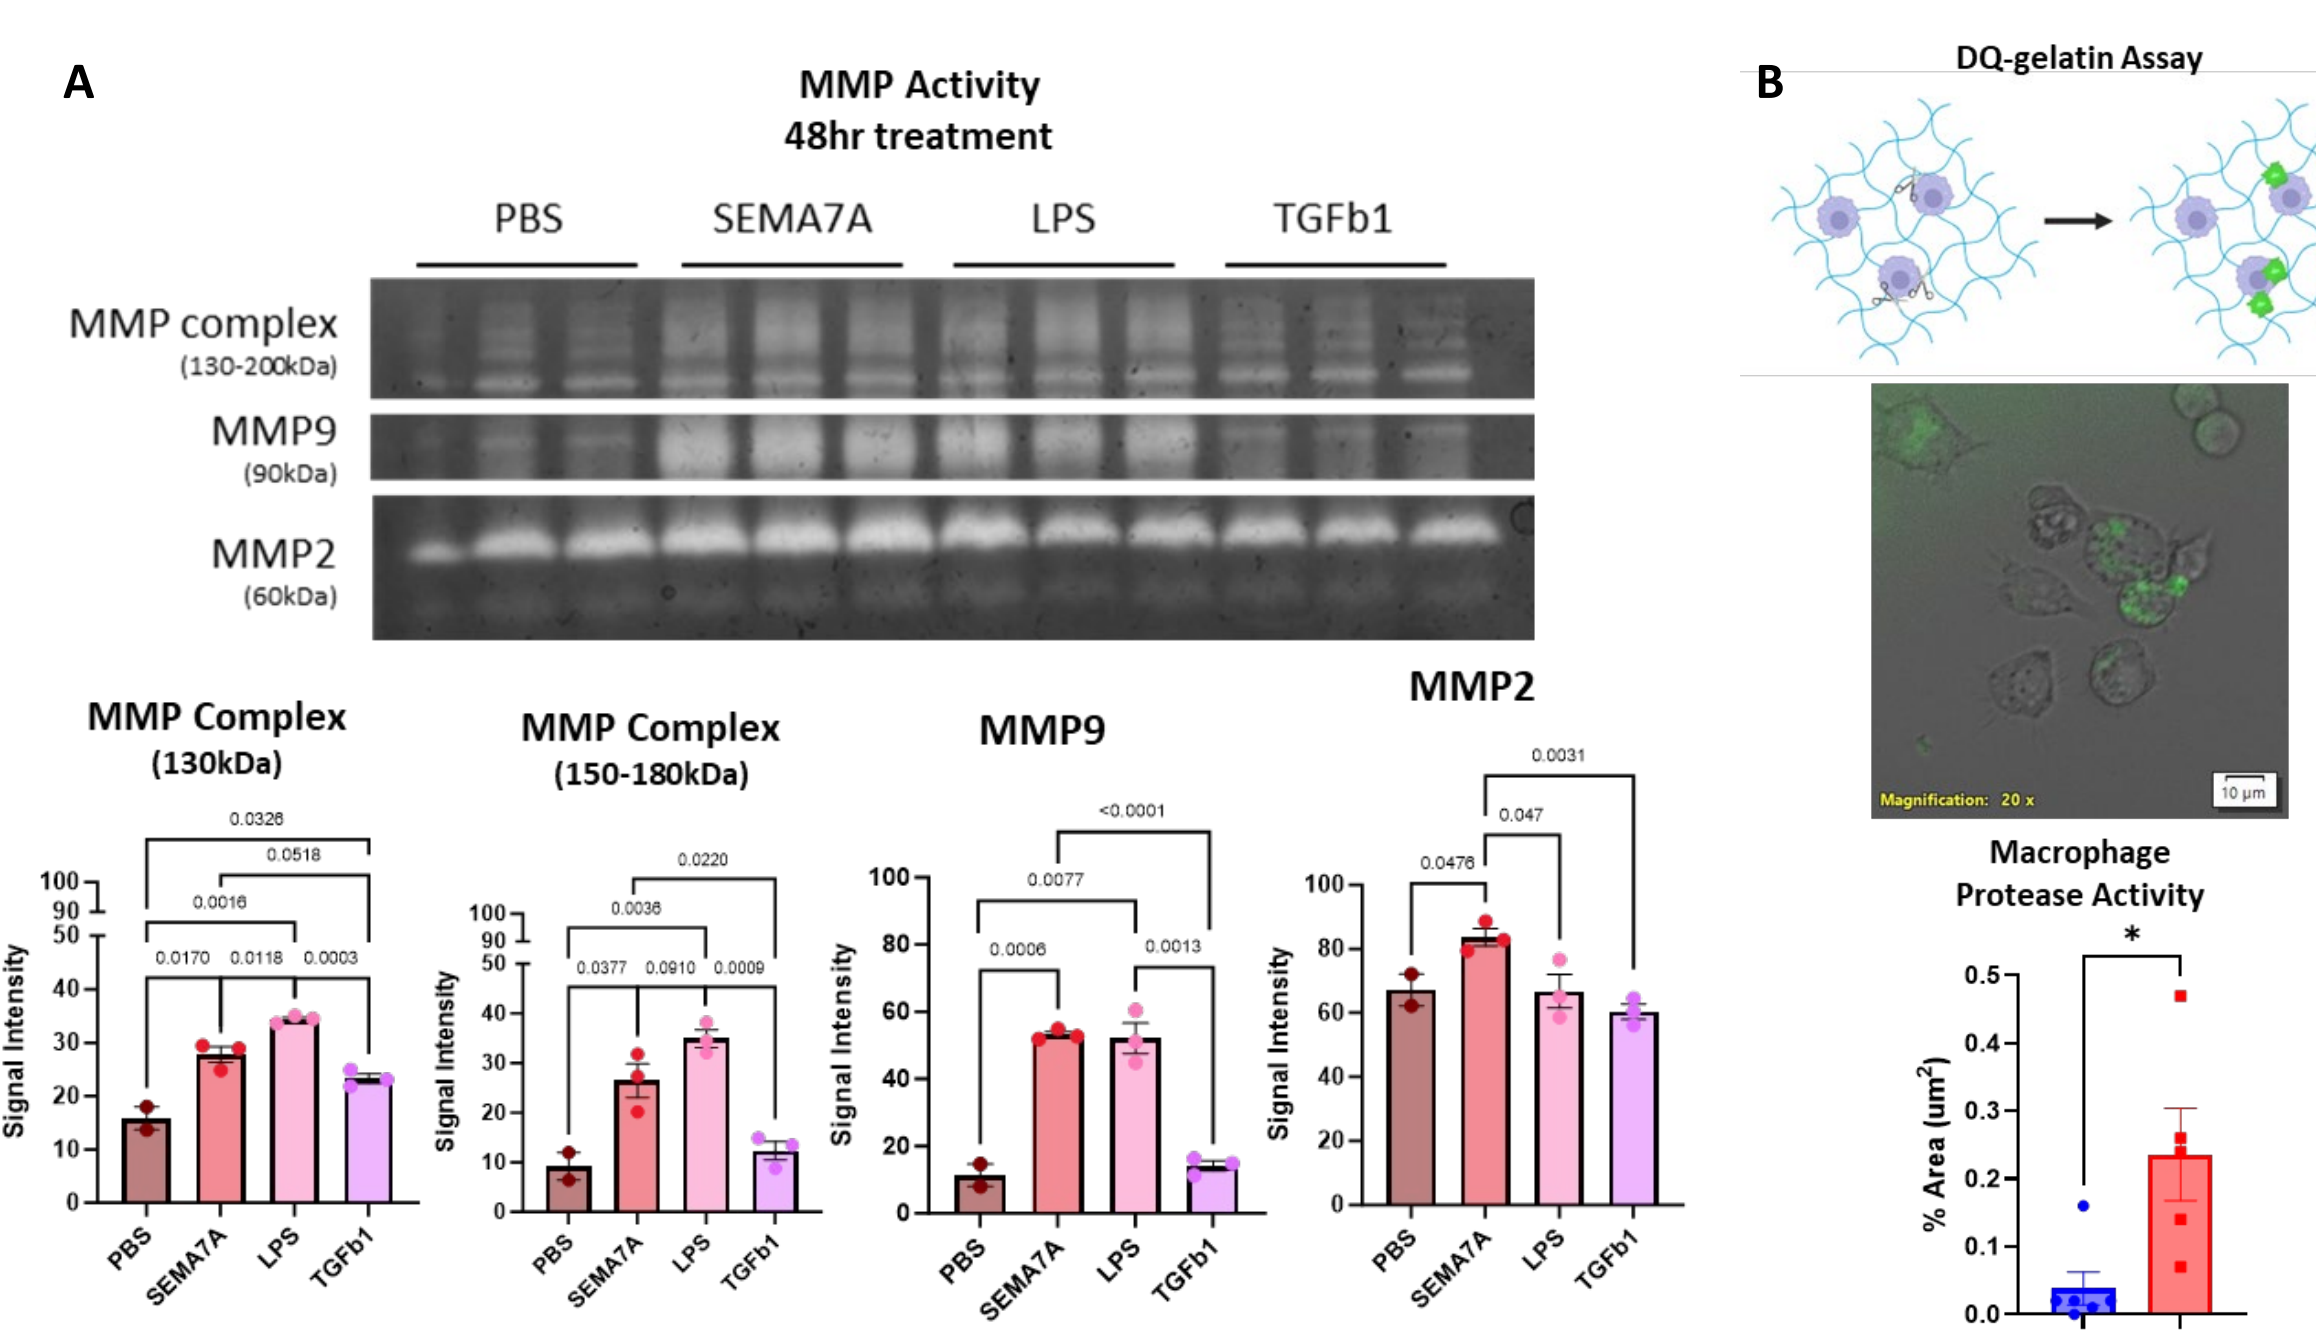 A
MMP Activity
48hr treatment
PBS
SEMA7A
LPS
TGFb1
MMP complex
(130-200kDa)
MMP9
(90kDa)
MMP2
(60kDa)
MMP Complex
(130kDa)
0.0326
0.0518
0.0016
0.0170
0.0118
0.0003
Signal Intensity
100
90
50
40
30
20
10
0
PBS
SEMA7A
LPS
TGFb1
MMP Complex
(150-180kDa)
0.0220
0.0036
0.0377
0.0910
0.0009
Signal Intensity
100
90
50
40
30
20
10
0
PBS
SEMA7A
LPS
TGFb1
MMP9
<0.0001
0.0077
0.0006
0.0013
Signal Intensity
100
80
60
40
20
0
PBS
SEMA7A
LPS
TGFb1
MMP2
0.0031
0.047
0.0476
Signal Intensity
100
80
60
40
20
0
PBS
SEMA7A
LPS
TGFb1
B
DQ-gelatin Assay
Magnification: 20 x
10 µm
Macrophage
Protease Activity
*
% Area (um²)
0.5
0.4
0.3
0.2
0.1
0.0